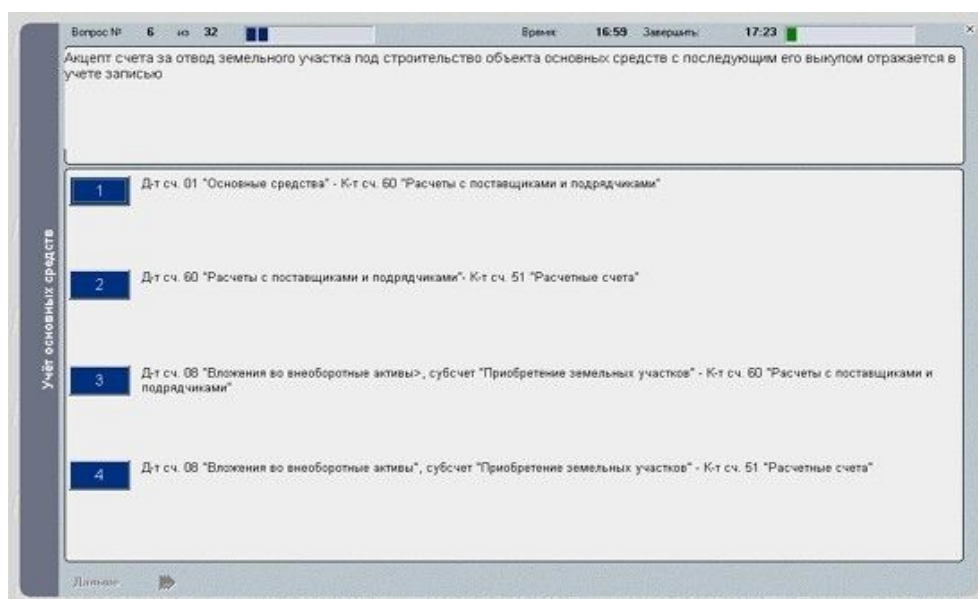 Вопрос № 6 из 32 Время: 16:59 Завершить: 17:23
Акцепт счета за отвод земельного участка под строительство объекта основных средств с последующим его выкупом отражается в
учете записью
Учёт основных средств
1 Д-т сч. 01 "Основные средства" - К-т сч. 60 "Расчеты с поставщиками и подрядчиками"
2 Д-т сч. 60 "Расчеты с поставщиками и подрядчиками"- К-т сч. 51 "Расчетные счета"
3 Д-т сч. 08 "Вложения во внеоборотные активы>, субсчет "Приобретение земельных участков" - К-т сч. 60 "Расчеты с поставщиками и
подрядчиками"
4 Д-т сч. 08 "Вложения во внеоборотные активы", субсчет "Приобретение земельных участков" - К-т сч. 51 "Расчетные счета"
Дальше